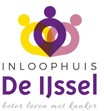 INLOOPHUIS
De IJssel
beter leven met kanker